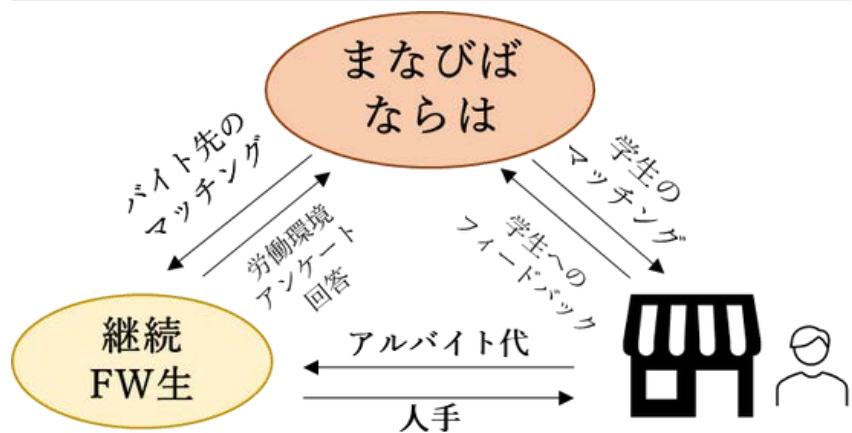 まなびば
ならは
バイト先の
マッチング
労働環境
アンケート
回答
学生の
マッチング
学生への
フィードバック
継続
FW生
アルバイト代
人手